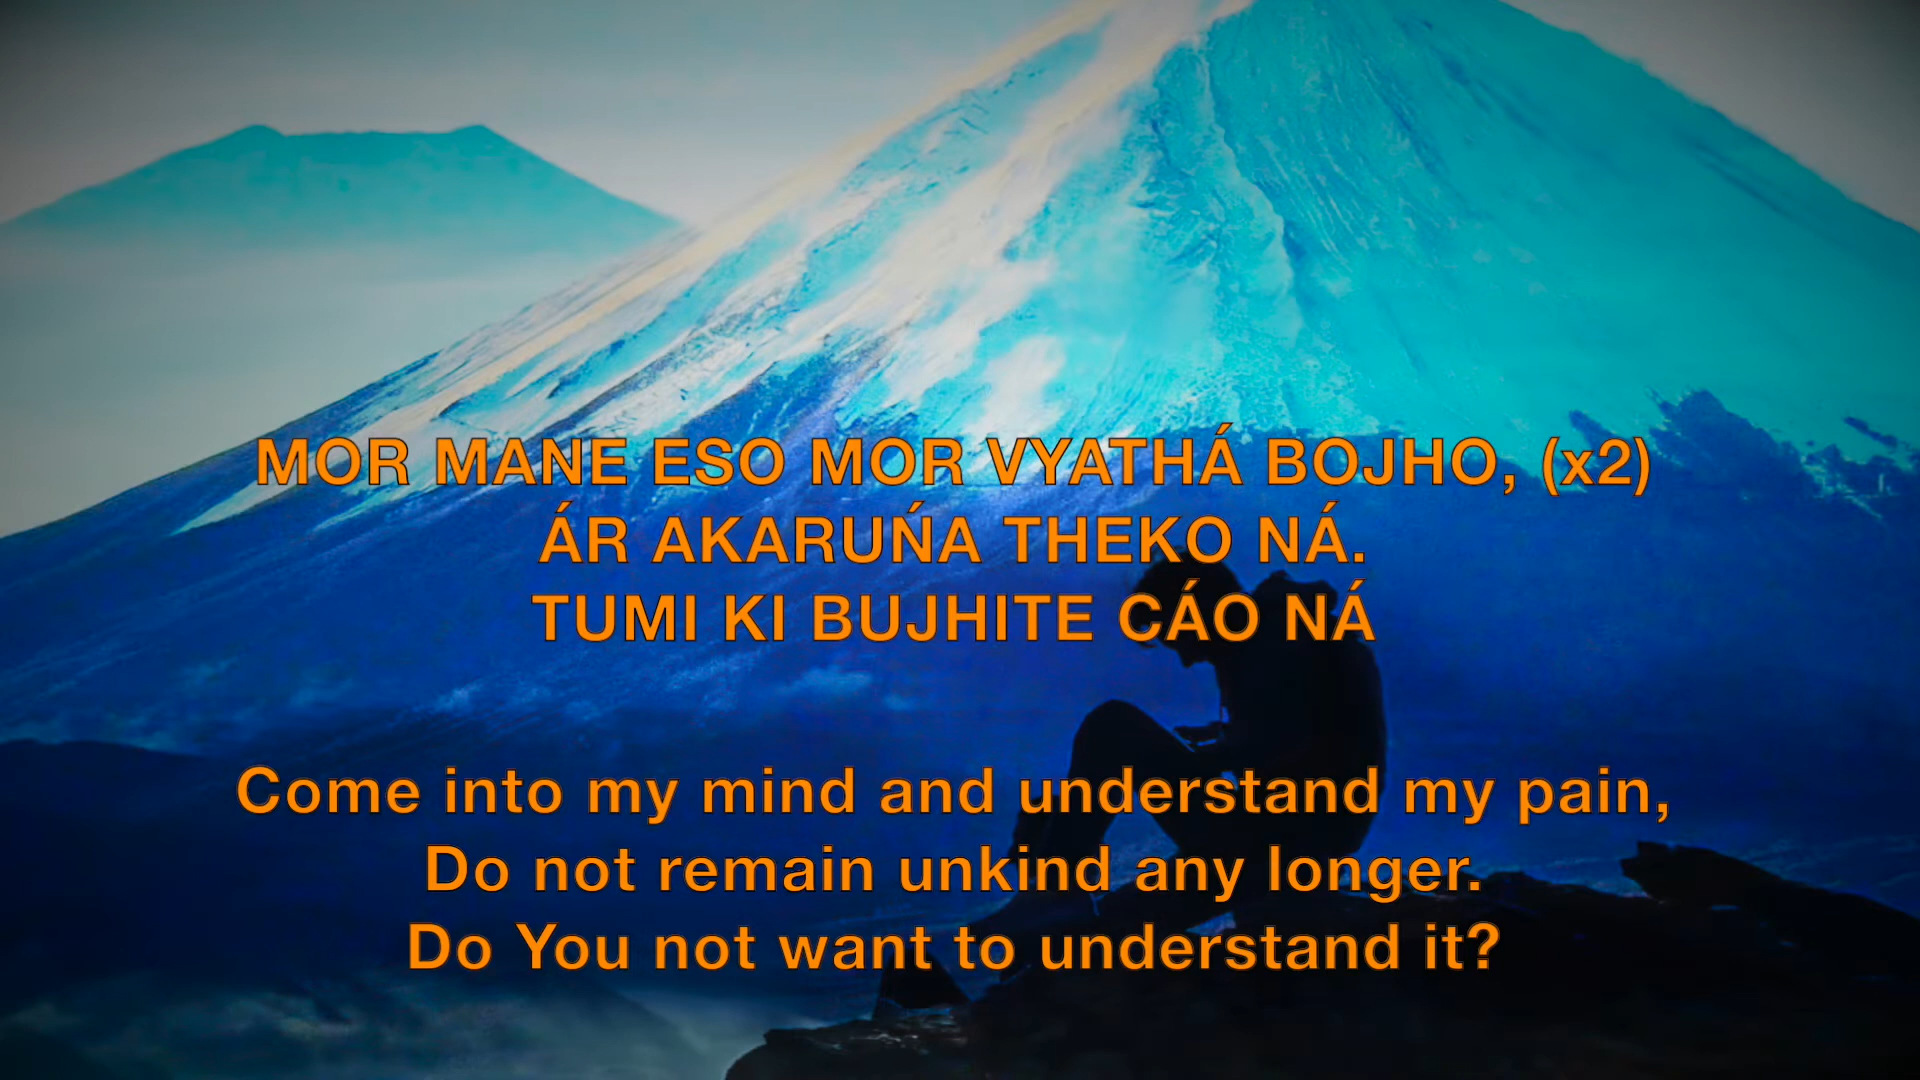 MOR MANE ESO MOR VYATHÁ BOJHO, (x2)
ÁR AKARUŃA THEKO NÁ.
TUMI KI BUJHITE CÁO NÁ
Come into my mind and understand my pain,
Do not remain unkind any longer.
Do You not want to understand it?